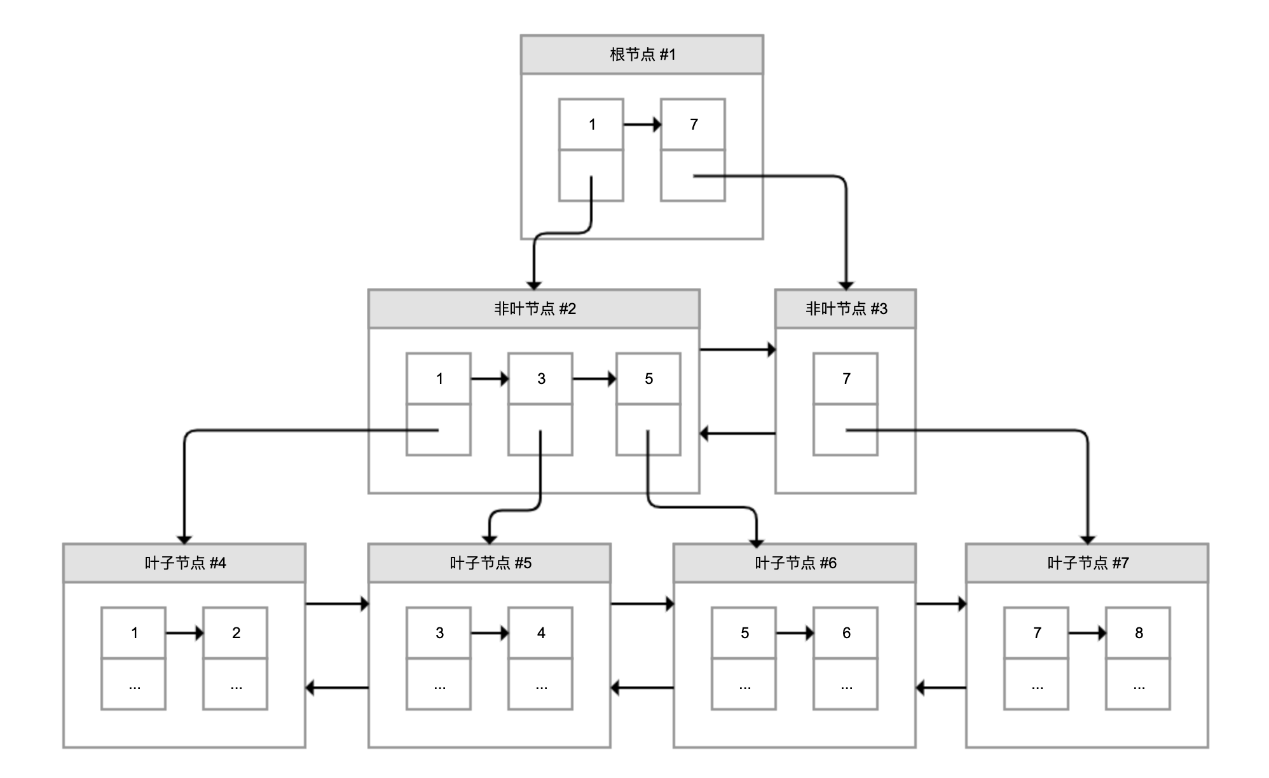 根节点 #1
1 7
非叶节点 #2
非叶节点 #3
1 3 5
7
叶子节点 #4
叶子节点 #5
叶子节点 #6
叶子节点 #7
1 2
3 4
5 6
7 8
... ...
... ...
... ...
... ...